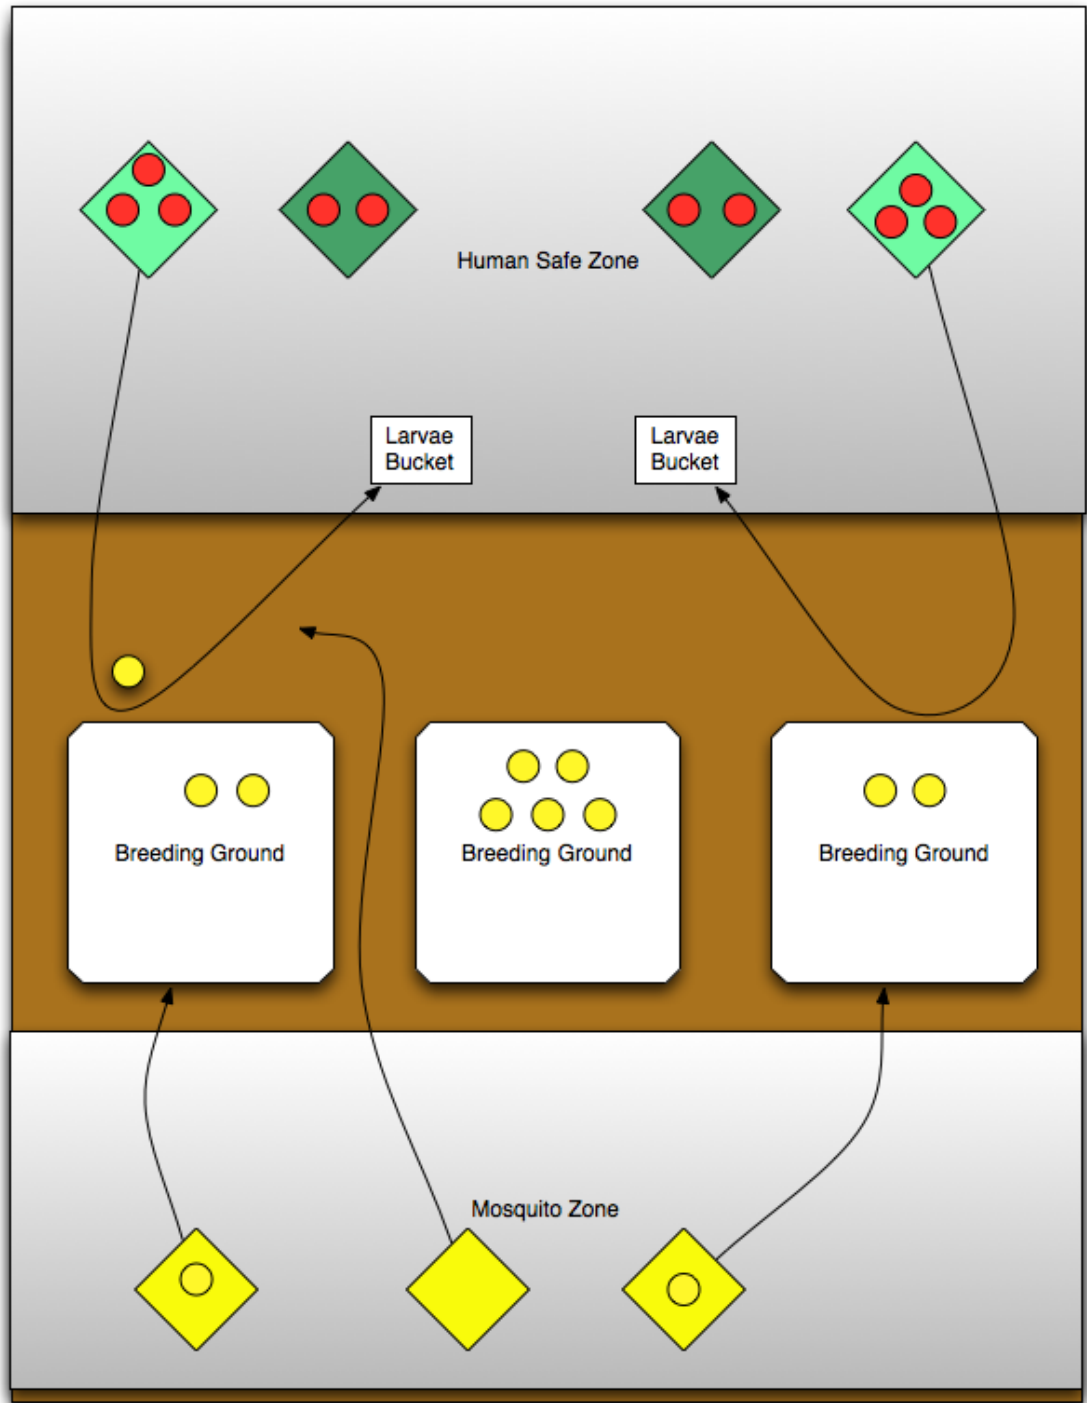 Human Safe Zone
Larvae
Bucket
Larvae
Bucket
Breeding Ground
Breeding Ground
Breeding Ground
Mosquito Zone